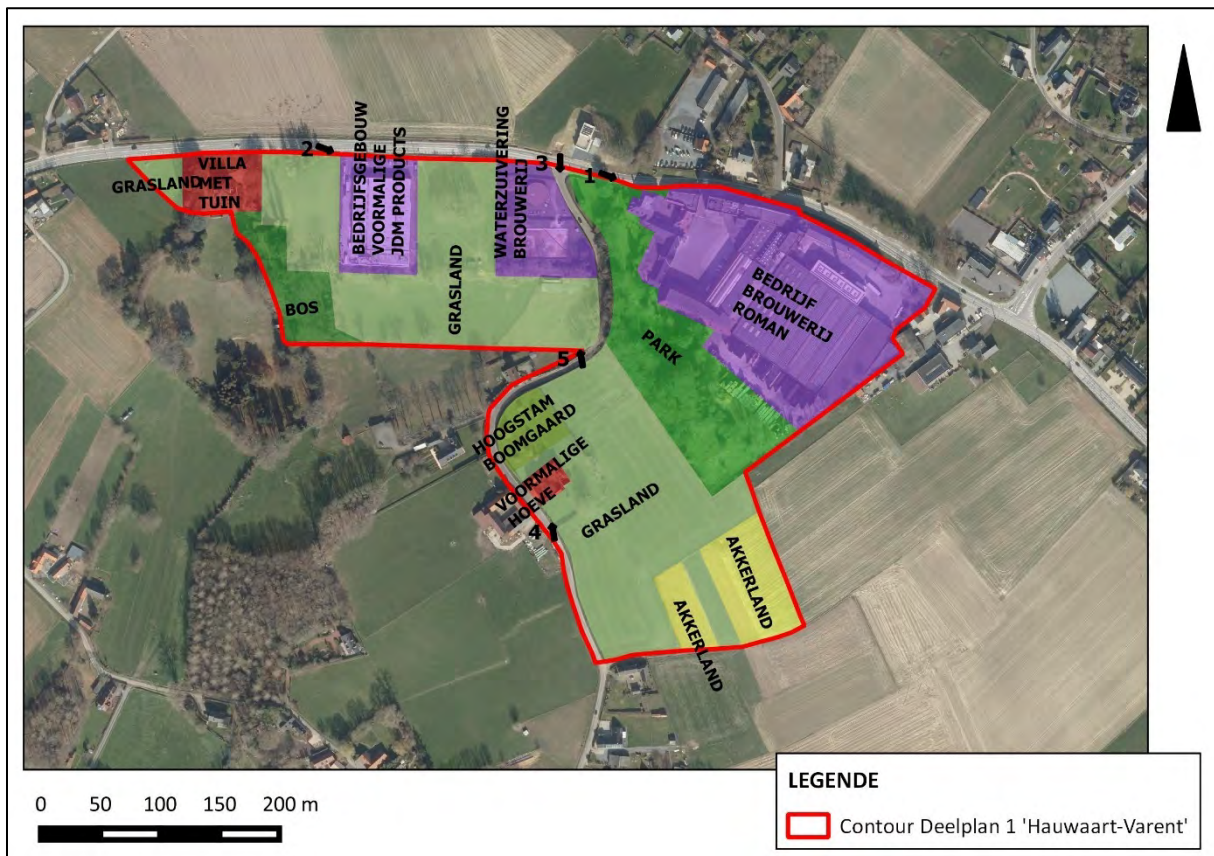 2
3
1
GRASLAND
VILLA
MET
TUIN
BEDRIJFSGEBOUW
VOORMALIGE
JDM PRODUCTS
GRASLAND
WATERZUIVERING
BROUWERIJ
BEDRIJF
BROUWERIJ
ROMAN
BOS
PARK
5
HOOGSTAM
BOOMGAARD
VOORMALIGE
HOEVE
GRASLAND
4
AKKERLAND
AKKERLAND
0 50 100 150 200 m
LEGENDE
Contour Deelplan 1 'Hauwaart-Varent'